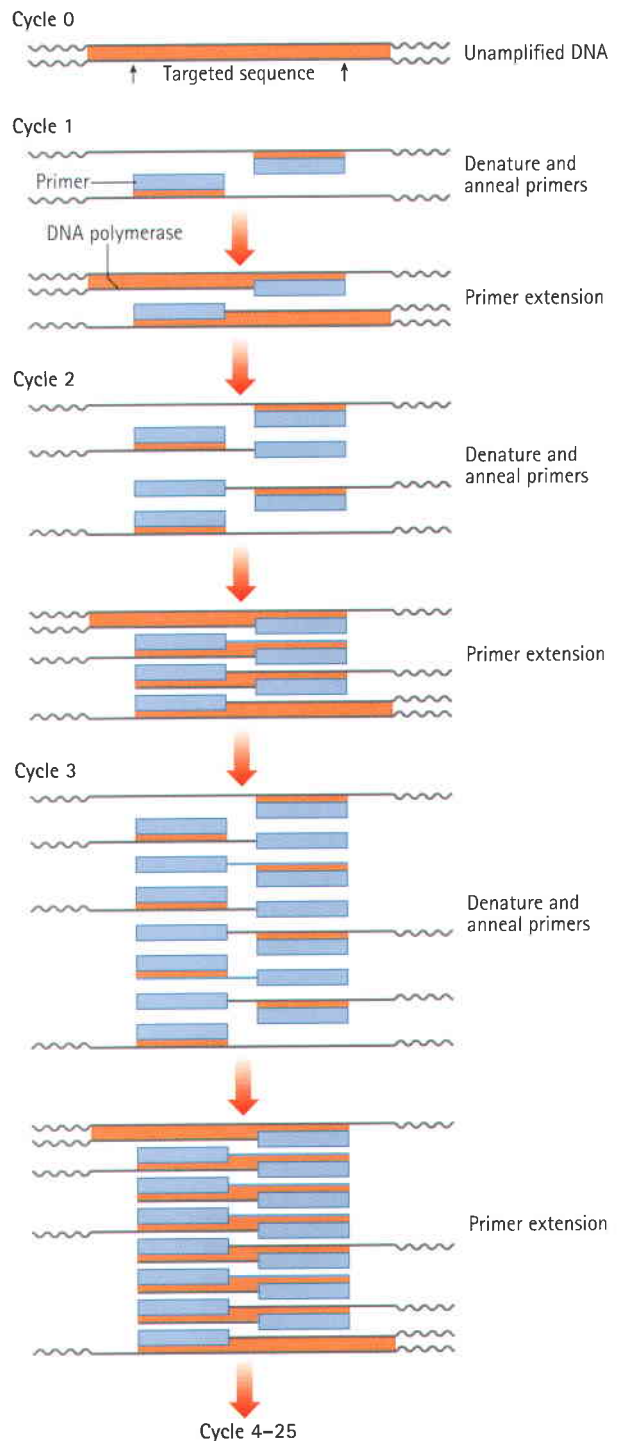 Cycle 0
Unamplified DNA
Targeted sequence
Cycle 1
Denature and
anneal primers
Primer
DNA polymerase
Primer extension
Cycle 2
Denature and
anneal primers
Primer extension
Cycle 3
Denature and
anneal primers
Primer extension
Cycle 4–25